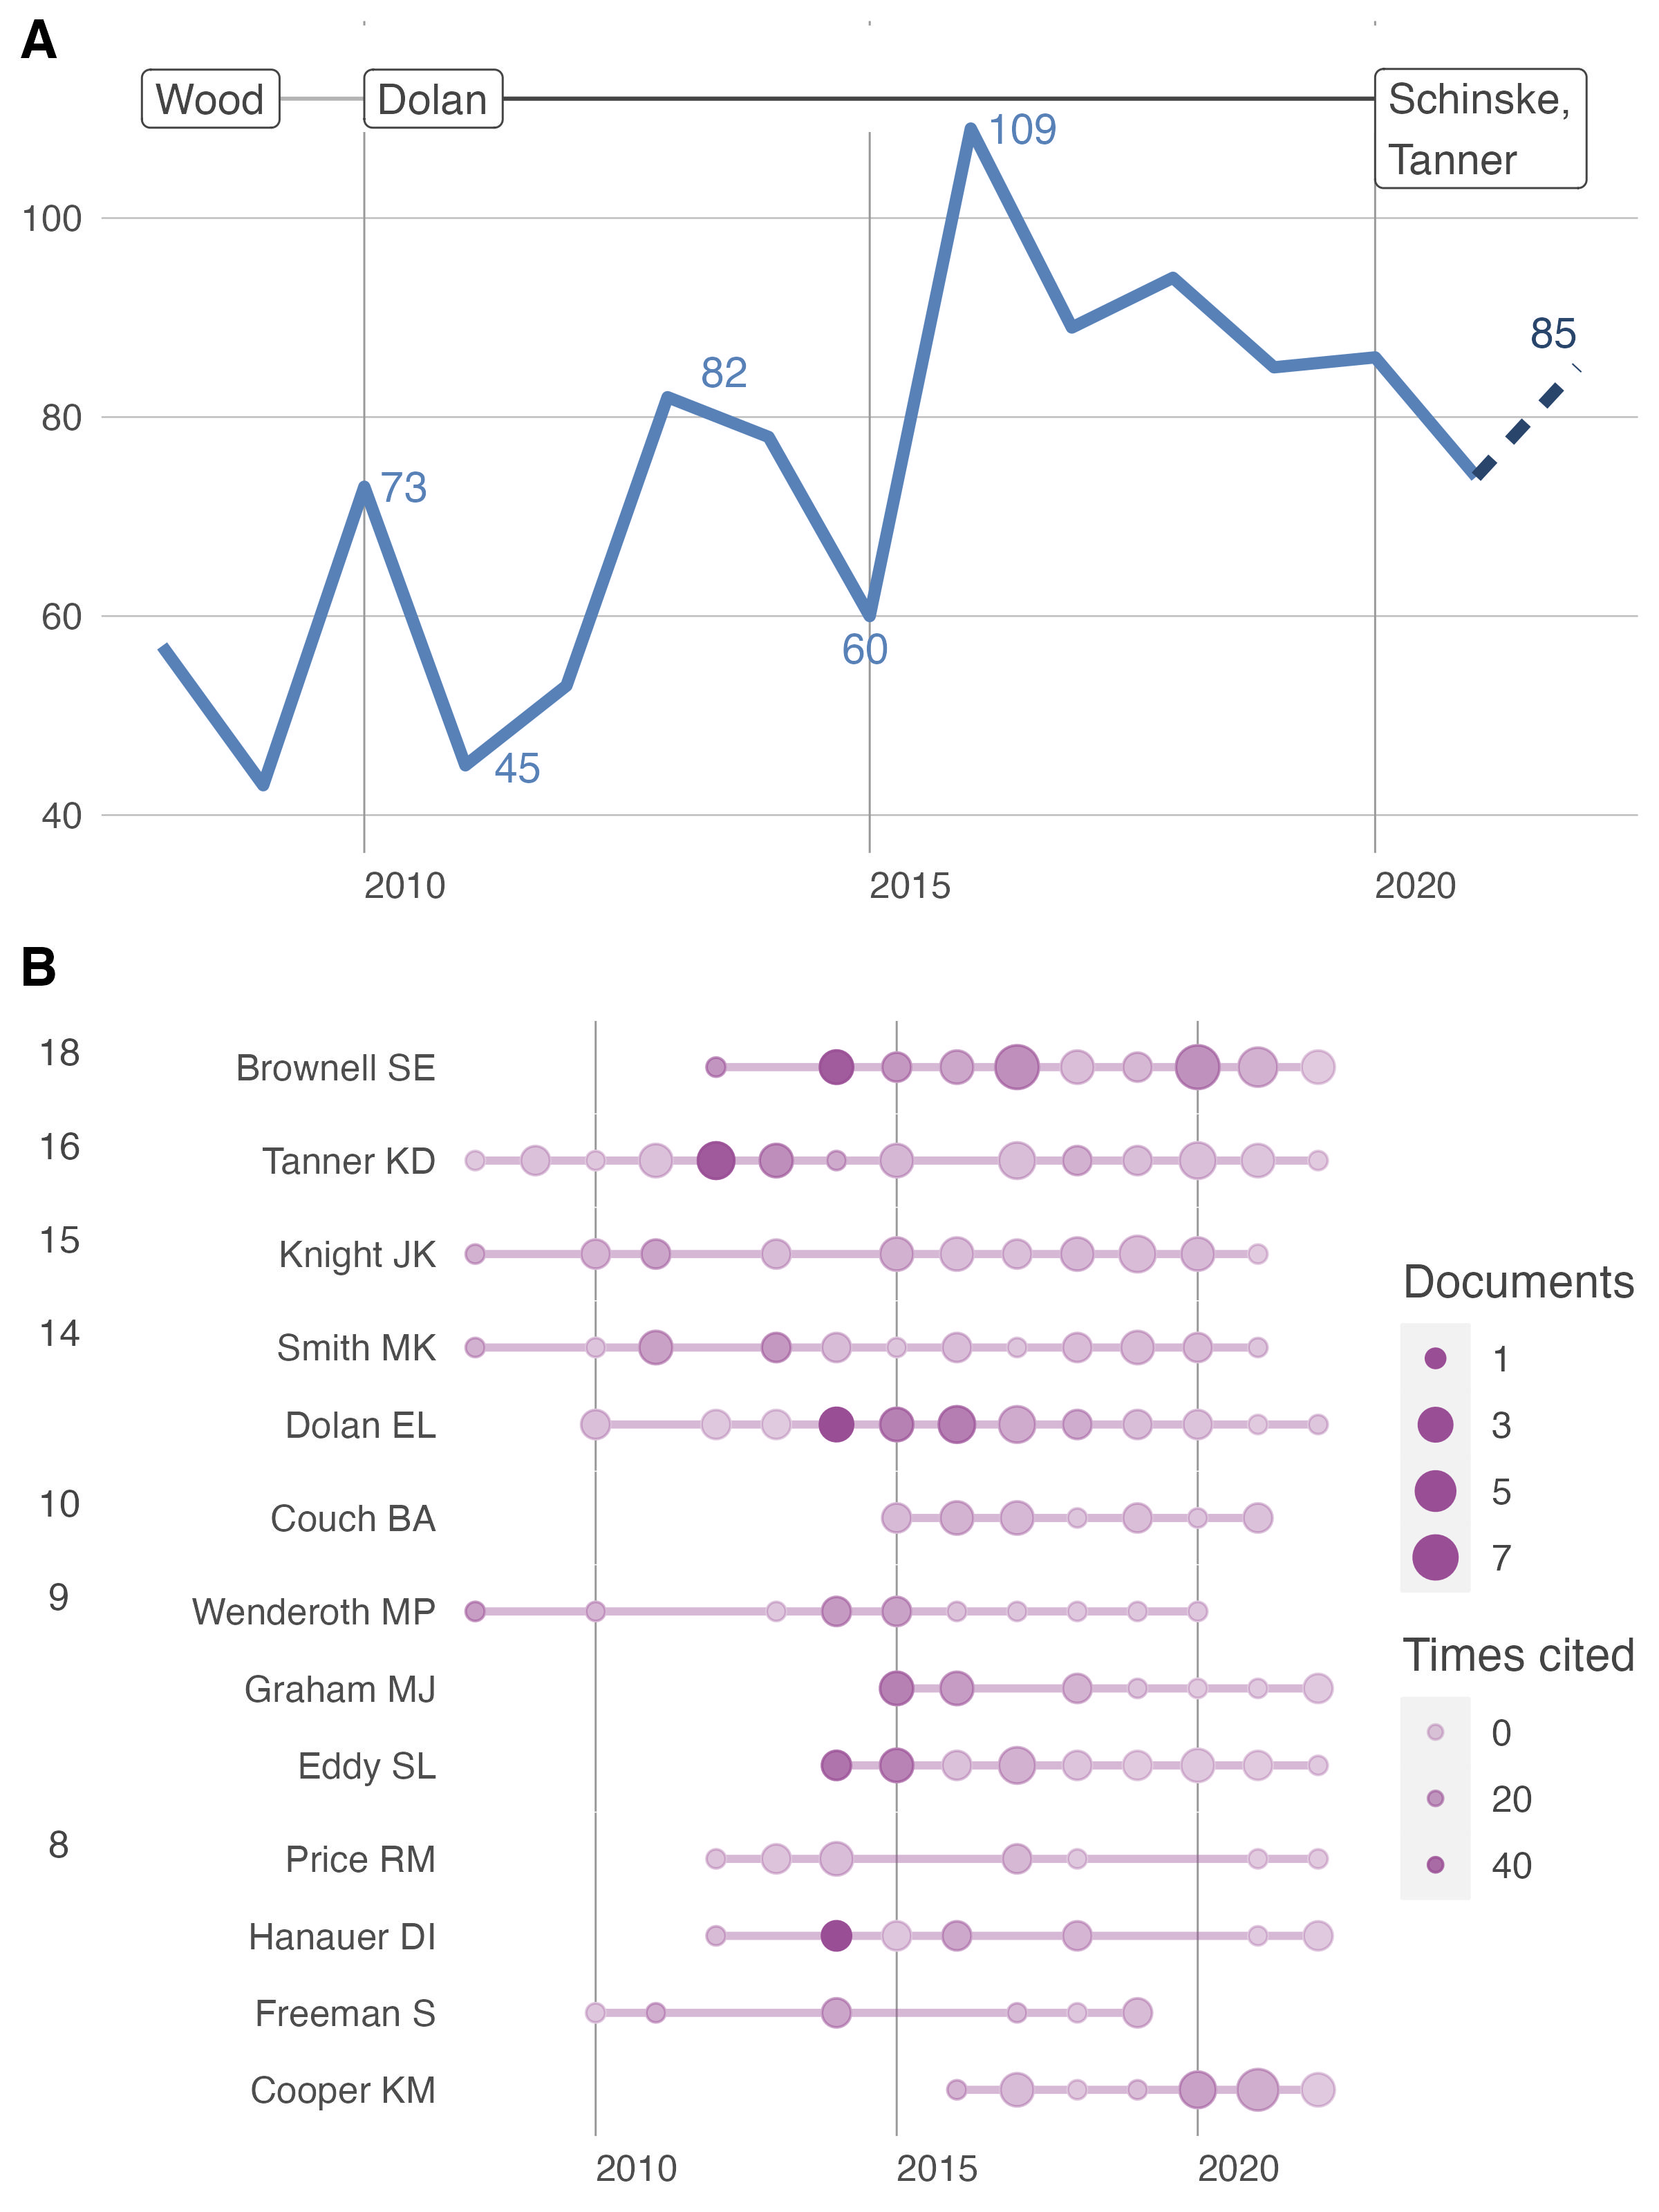 A
Wood
Dolan
Schinske,
Tanner
109
100
85
82
80
73
60
60
45
40
2010
2015
2020
B
18
Brownell SE
16
Tanner KD
15
Knight JK
14
Smith MK
Dolan EL
10
Couch BA
9
Wenderoth MP
Graham MJ
Eddy SL
8
Price RM
Hanauer DI
Freeman S
Cooper KM
2010
2015
2020
Documents
1
3
5
7
Times cited
0
20
40